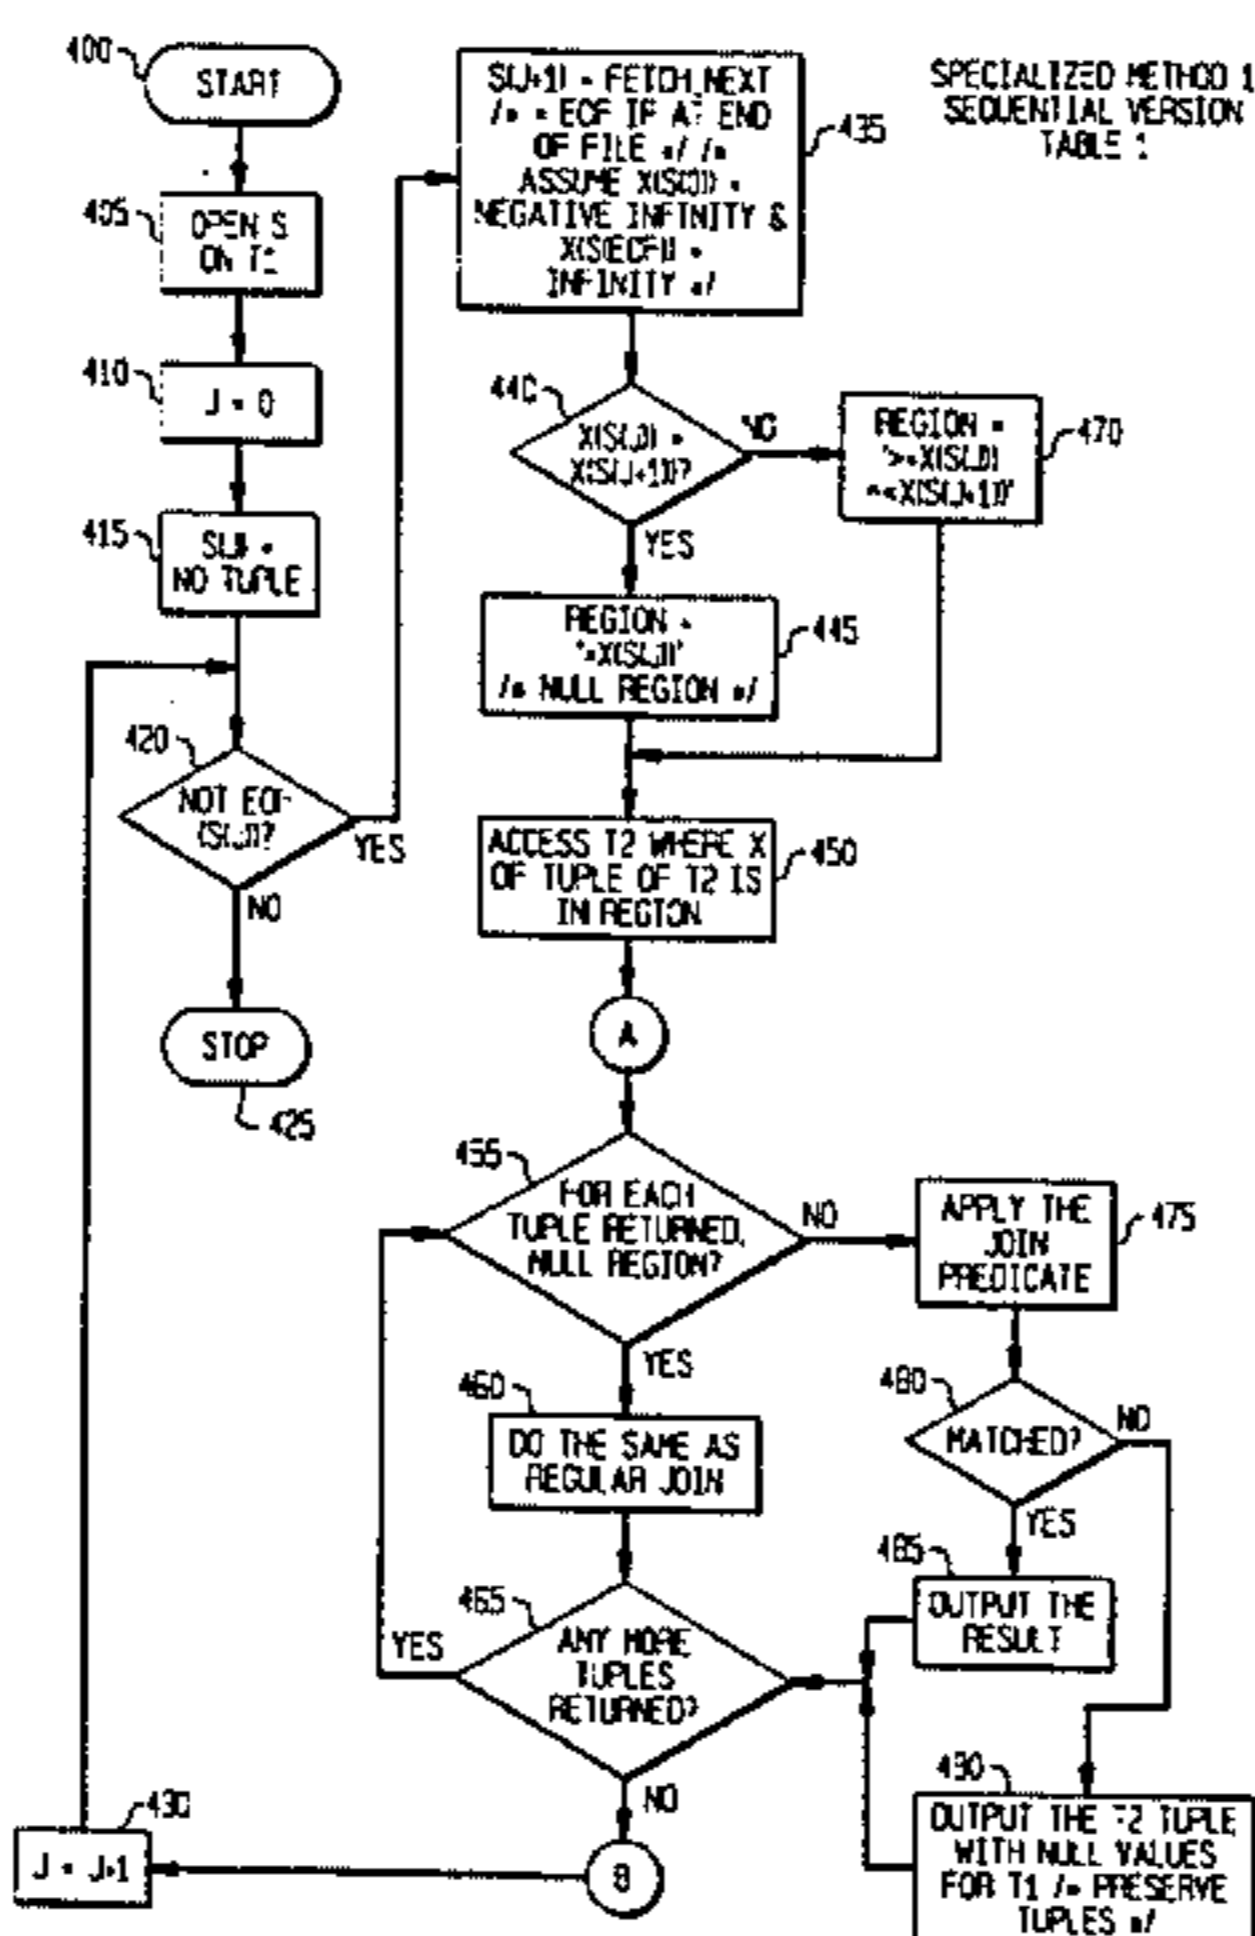 SPECIALIZED METHOD 1
SEQUENTIAL VERSION
TABLE 1
400
START
405
OPEN S
ON T1
410
J = 0
415
S(J) =
NO TUPLE
420
NOT EOF
(S(J))?
YES
NO
STOP
425
435
S(J+1) = FETCH_NEXT
/* = EOF IF AT END
OF FILE */ /*
ASSUME X(S(0)) =
NEGATIVE INFINITY &
X(S(EOF)) =
INFINITY */
440
X(S(J)) =
X(S(J+1))?
NO
YES
470
REGION =
'>=X(S(J))
^<X(S(J+1))'
445
REGION =
'=X(S(J))'
/* NULL REGION */
450
ACCESS T2 WHERE X
OF TUPLE OF T2 IS
IN REGION
A
455
FOR EACH
TUPLE RETURNED,
NULL REGION?
NO
YES
475
APPLY THE
JOIN
PREDICATE
460
DO THE SAME AS
REGULAR JOIN
480
MATCHED?
NO
YES
485
OUTPUT THE
RESULT
465
ANY MORE
TUPLES
RETURNED?
YES
NO
490
OUTPUT THE T2 TUPLE
WITH NULL VALUES
FOR T1 /* PRESERVE
TUPLES */
B
430
J = J+1